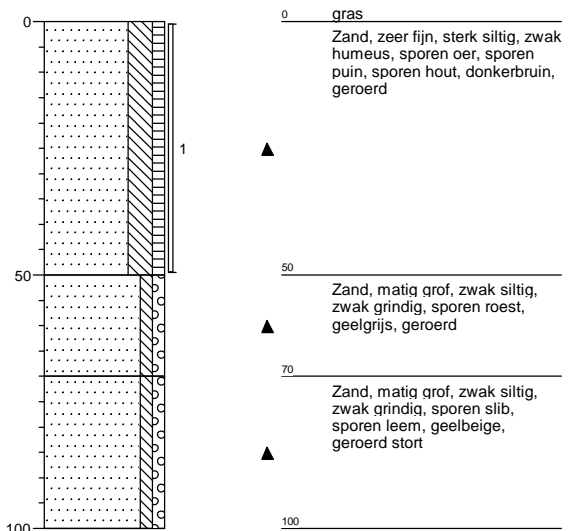 0
50
100
1
0
gras
Zand, zeer fijn, sterk siltig, zwak
humeus, sporen oer, sporen
puin, sporen hout, donkerbruin,
geroerd
50
Zand, matig grof, zwak siltig,
zwak grindig, sporen roest,
geelgrijs, geroerd
70
Zand, matig grof, zwak siltig,
zwak grindig, sporen slib,
sporen leem, geelbeige,
geroerd stort
100